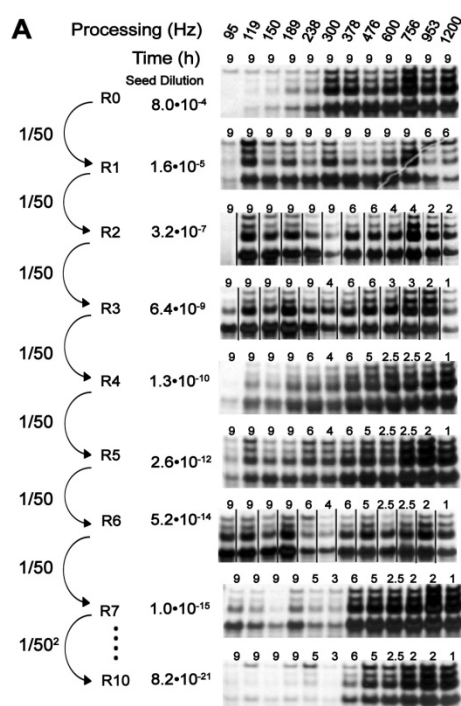 A
Processing (Hz) 95 119 150 189 238 300 378 476 600 756 953 1200
Time (h) 9 9 9 9 9 9 9 9 9 9 9 9
Seed Dilution
R0 8.0•10⁻⁴
1/50
9 9 9 9 9 9 9 9 9 9 6 6
R1 1.6•10⁻⁵
1/50
9 9 9 9 9 9 6 6 4 4 2 2
R2 3.2•10⁻⁷
1/50
9 9 9 9 9 4 6 6 3 3 2 1
R3 6.4•10⁻⁹
1/50
9 9 9 9 6 4 6 5 2.5 2.5 2 1
R4 1.3•10⁻¹⁰
1/50
9 9 9 9 6 4 6 5 2.5 2.5 2 1
R5 2.6•10⁻¹²
1/50
9 9 9 9 6 4 6 5 2.5 2.5 2 1
R6 5.2•10⁻¹⁴
1/50
9 9 9 9 5 3 6 5 2.5 2 2 1
R7 1.0•10⁻¹⁵
1/50²
9 9 9 9 5 3 6 5 2.5 2 2 1
R10 8.2•10⁻²¹